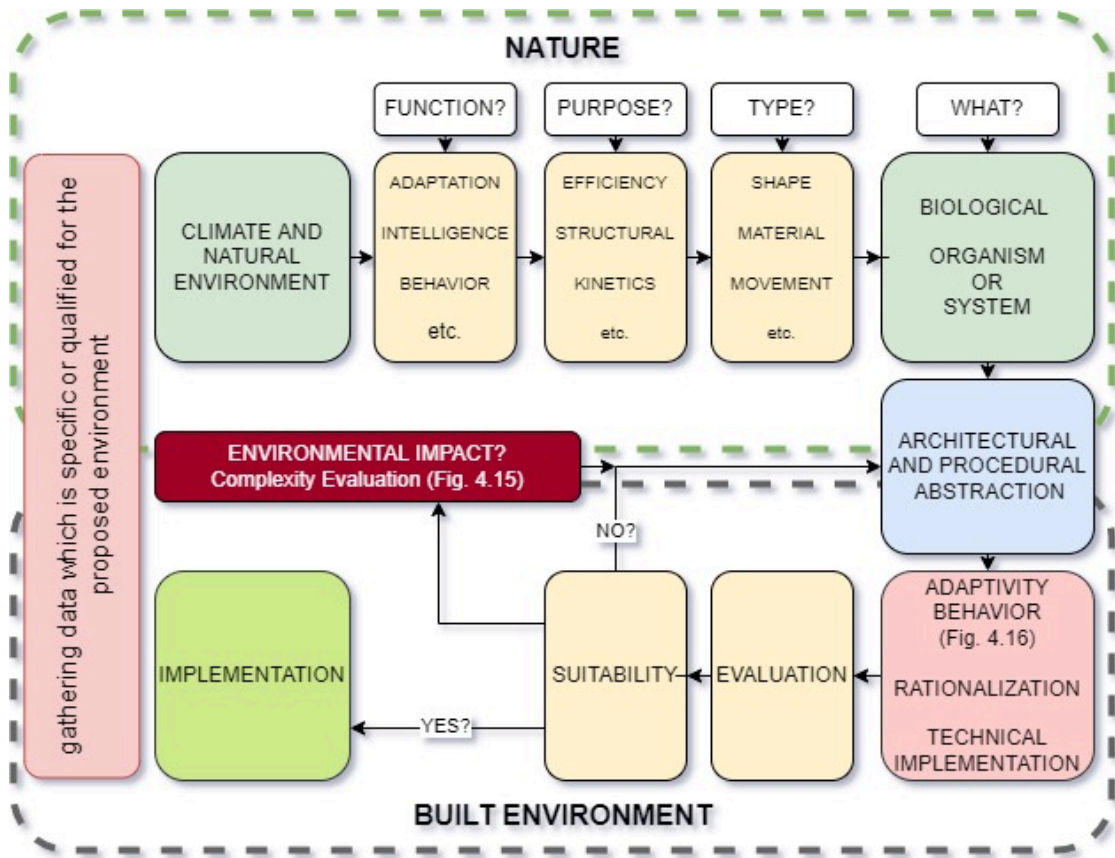 NATURE
FUNCTION?
PURPOSE?
TYPE?
WHAT?
gathering data which is specific or qualified for the
proposed environment
CLIMATE AND
NATURAL
ENVIRONMENT
ADAPTATION
INTELLIGENCE
BEHAVIOR
etc.
EFFICIENCY
STRUCTURAL
KINETICS
etc.
SHAPE
MATERIAL
MOVEMENT
etc.
BIOLOGICAL
ORGANISM
OR
SYSTEM
ENVIRONMENTAL IMPACT?
Complexity Evaluation (Fig. 4.15)
ARCHITECTURAL
AND PROCEDURAL
ABSTRACTION
NO?
IMPLEMENTATION
YES?
SUITABILITY
EVALUATION
ADAPTIVITY
BEHAVIOR
(Fig. 4.16)
RATIONALIZATION
TECHNICAL
IMPLEMENTATION
BUILT ENVIRONMENT